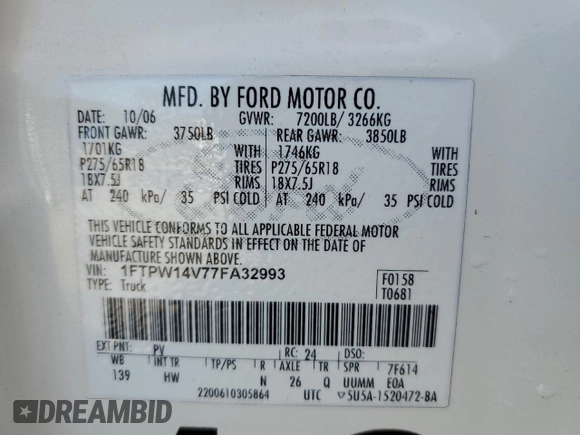 MFD. BY FORD MOTOR CO.
DATE: 10/06 GVWR: 7200LB/ 3266KG
FRONT GAWR: 3750LB REAR GAWR: 3850LB
1701KG WITH 1746KG WITH
P275/65R18 TIRES P275/65R18 TIRES
18X7.5J RIMS 18X7.5J RIMS
AT 240 kPa/ 35 PSI COLD AT 240 kPa/ 35 PSI COLD
THIS VEHICLE CONFORMS TO ALL APPLICABLE FEDERAL MOTOR
VEHICLE SAFETY STANDARDS IN EFFECT ON THE DATE OF
MANUFACTURE SHOWN ABOVE.
VIN: 1FTPW14V77FA32993
TYPE: Truck
F0158
T0681
EXT PNT: PV RC: 24 DSO:
WB INT TR TP/PS R AXLE TR SPR 7F614
139 HW N 26 Q UUMM E0A
2200610305864 UTC ▽5U5A-1520472-BA
Ford
DREAMBID